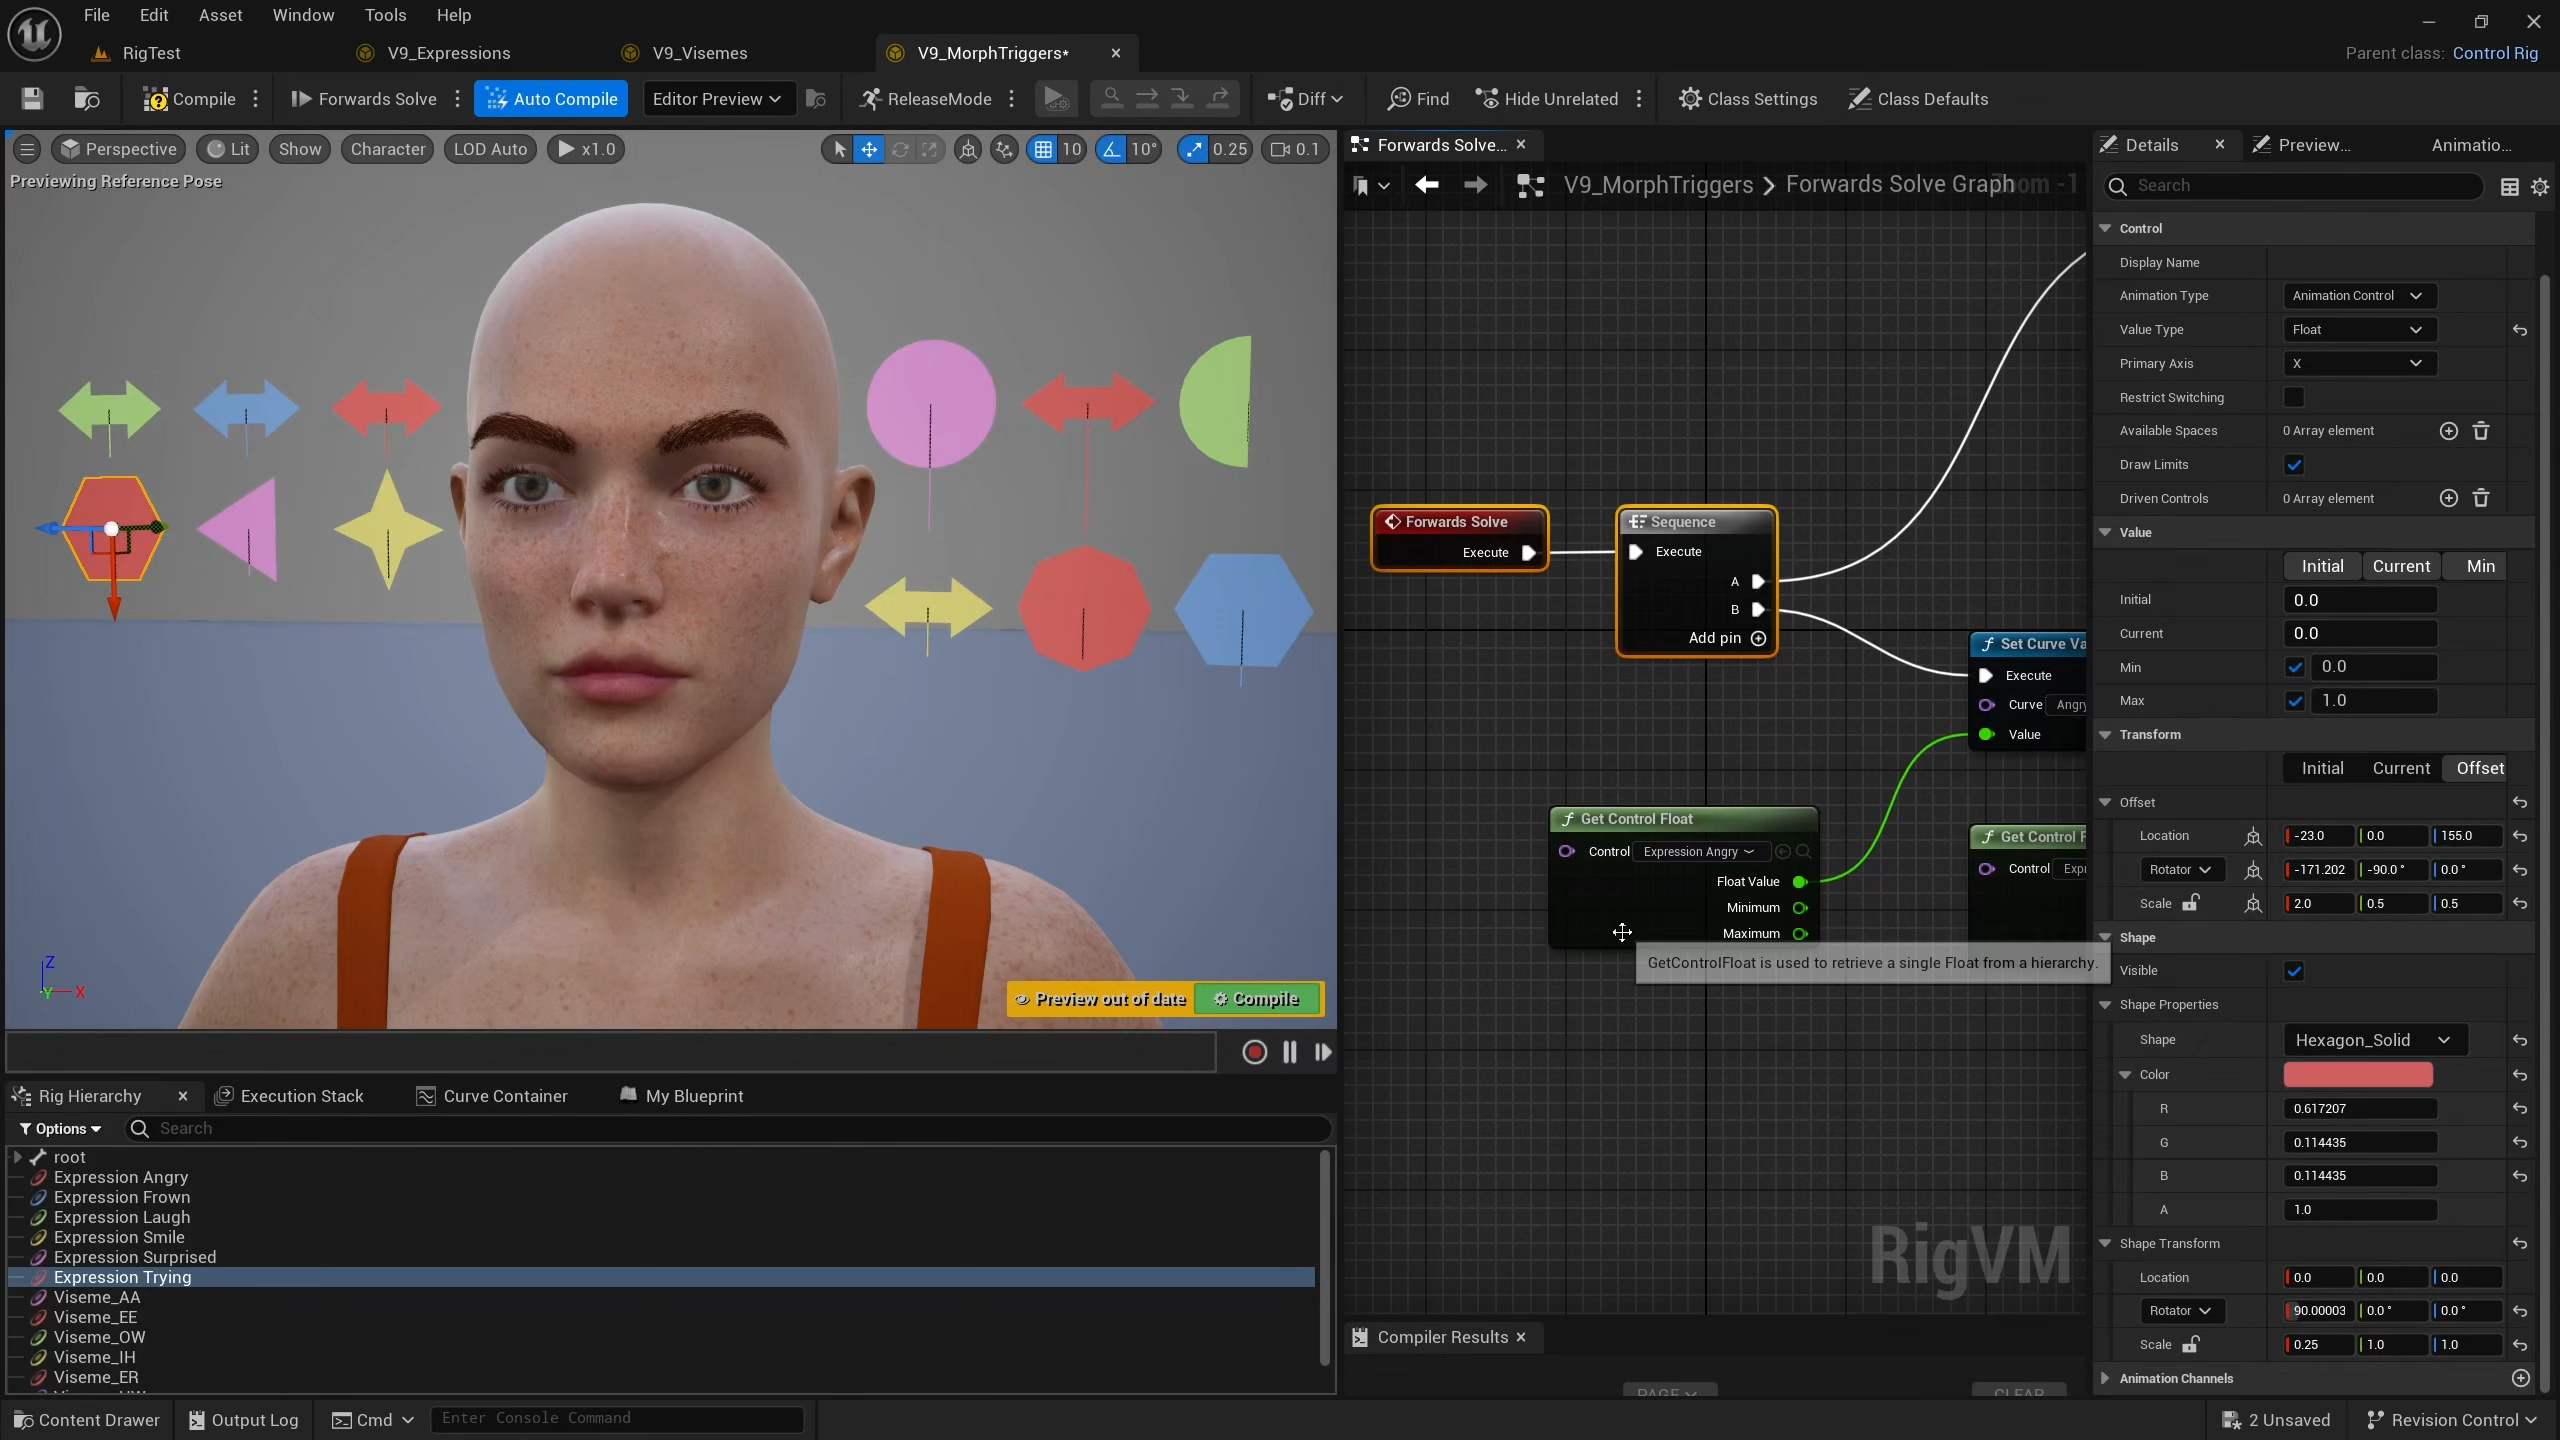 File Edit Asset Window Tools Help
RigTest V9_Expressions V9_Visemes V9_MorphTriggers* Parent class: Control Rig
Compile Forwards Solve Auto Compile Editor Preview ReleaseMode Diff Find Hide Unrelated Class Settings Class Defaults
Perspective Lit Show Character LOD Auto x1.0 10 10° 0.25 0.1
Previewing Reference Pose
Z
Y X
Preview out of date Compile
Forwards Solve...
V9_MorphTriggers > Forwards Solve Graph
Forwards Solve
Execute
Sequence
Execute
A
B
Add pin
Set Curve Va
Execute
Curve Angry
Value
Get Control Float
Control Expression Angry
Float Value
Minimum
Maximum
Get Control F
Control Expr
GetControlFloat is used to retrieve a single Float from a hierarchy.
RigVM
Compiler Results
PAGE CLEAR
Rig Hierarchy Execution Stack Curve Container My Blueprint
Options Search
root
Expression Angry
Expression Frown
Expression Laugh
Expression Smile
Expression Surprised
Expression Trying
Viseme_AA
Viseme_EE
Viseme_OW
Viseme_IH
Viseme_ER
Details Preview... Animatio...
Search
Control
Display Name
Animation Type Animation Control
Value Type Float
Primary Axis X
Restrict Switching
Available Spaces 0 Array element
Draw Limits
Driven Controls 0 Array element
Value
Initial Current Min
Initial 0.0
Current 0.0
Min 0.0
Max 1.0
Transform
Initial Current Offset
Offset
Location -23.0 0.0 155.0
Rotator -171.202 -90.0 ° 0.0 °
Scale 2.0 0.5 0.5
Shape
Visible
Shape Properties
Shape Hexagon_Solid
Color
R 0.617207
G 0.114435
B 0.114435
A 1.0
Shape Transform
Location 0.0 0.0 0.0
Rotator 90.00003 0.0 ° 0.0 °
Scale 0.25 1.0 1.0
Animation Channels
Content Drawer Output Log Cmd Enter Console Command 2 Unsaved Revision Control